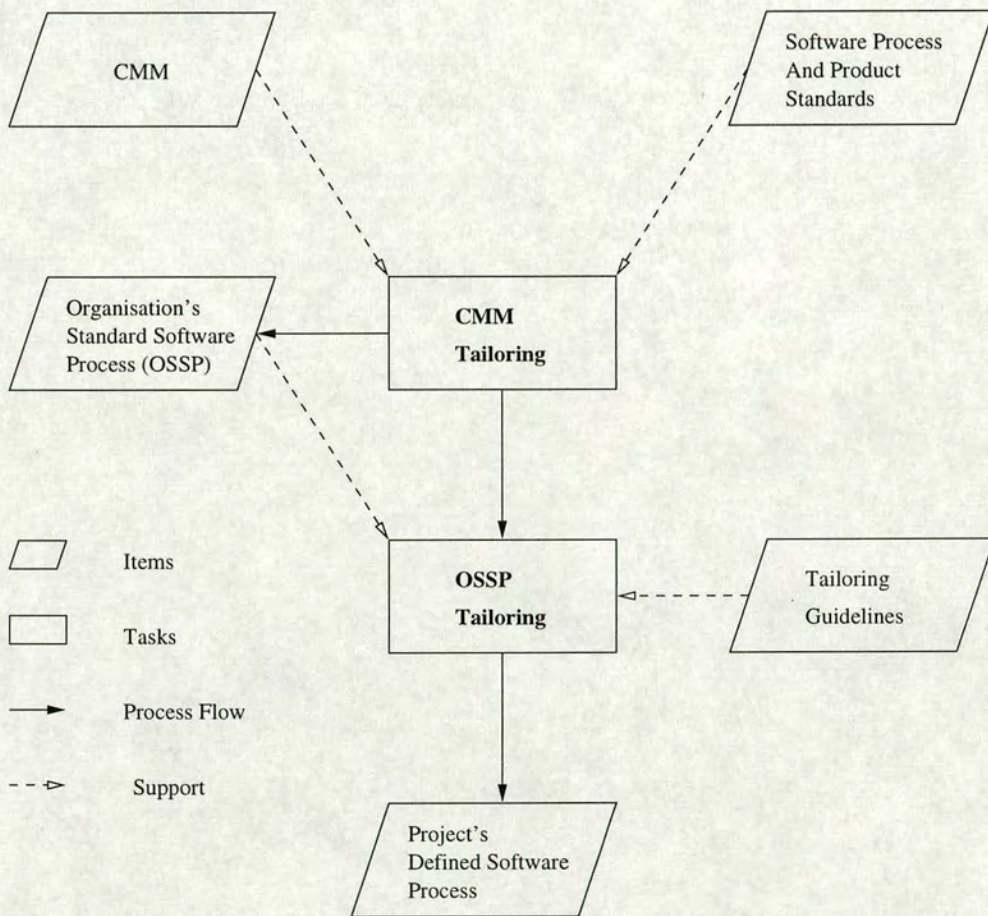 CMM
Software Process
And Product
Standards
Organisation's
Standard Software
Process (OSSP)
CMM
Tailoring
Items
Tasks
Process Flow
Support
OSSP
Tailoring
Tailoring
Guidelines
Project's
Defined Software
Process